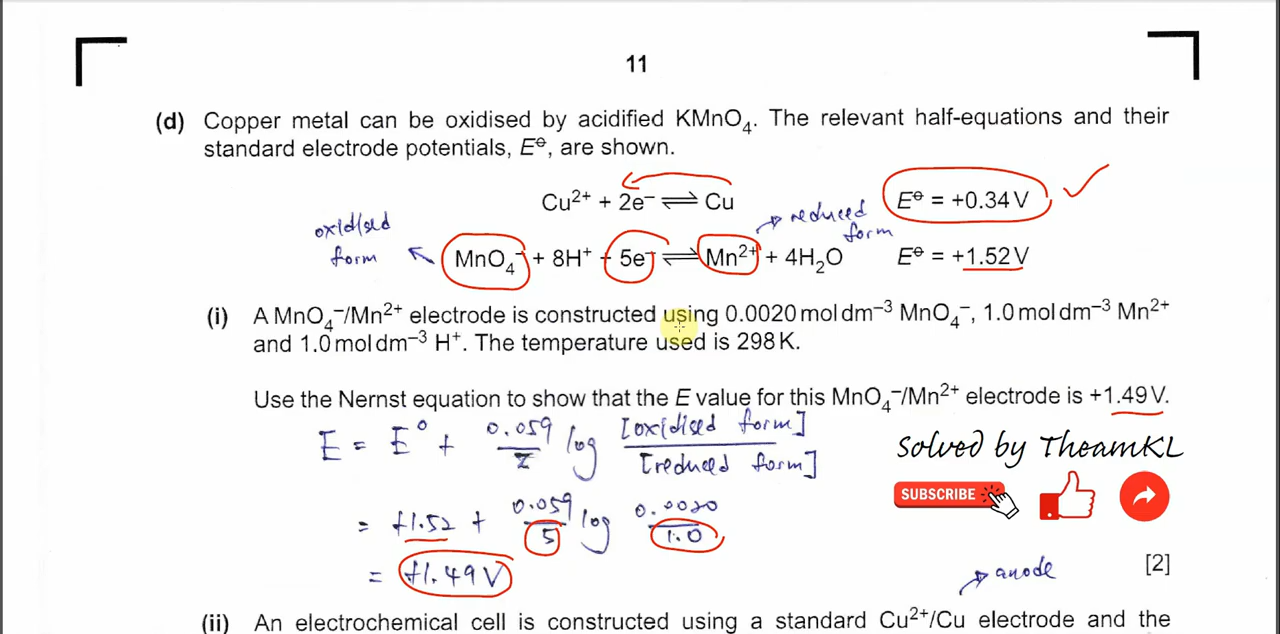 11
(d) Copper metal can be oxidised by acidified KMnO₄. The relevant half-equations and their
standard electrode potentials, E⦵, are shown.
Cu²⁺ + 2e⁻ ⇌ Cu E⦵ = +0.34 V
oxidised form
reduced form
MnO₄⁻ + 8H⁺ + 5e⁻ ⇌ Mn²⁺ + 4H₂O E⦵ = +1.52 V
(i) A MnO₄⁻/Mn²⁺ electrode is constructed using 0.0020 mol dm⁻³ MnO₄⁻, 1.0 mol dm⁻³ Mn²⁺
and 1.0 mol dm⁻³ H⁺. The temperature used is 298 K.
Use the Nernst equation to show that the E value for this MnO₄⁻/Mn²⁺ electrode is +1.49 V.
E = E° + 0.059/z log [oxidised form]/[reduced form]
Solved by TheamKL
SUBSCRIBE
= +1.52 + 0.059/5 log 0.0020/1.0
= +1.49 V
anode
[2]
(ii) An electrochemical cell is constructed using a standard Cu²⁺/Cu electrode and the